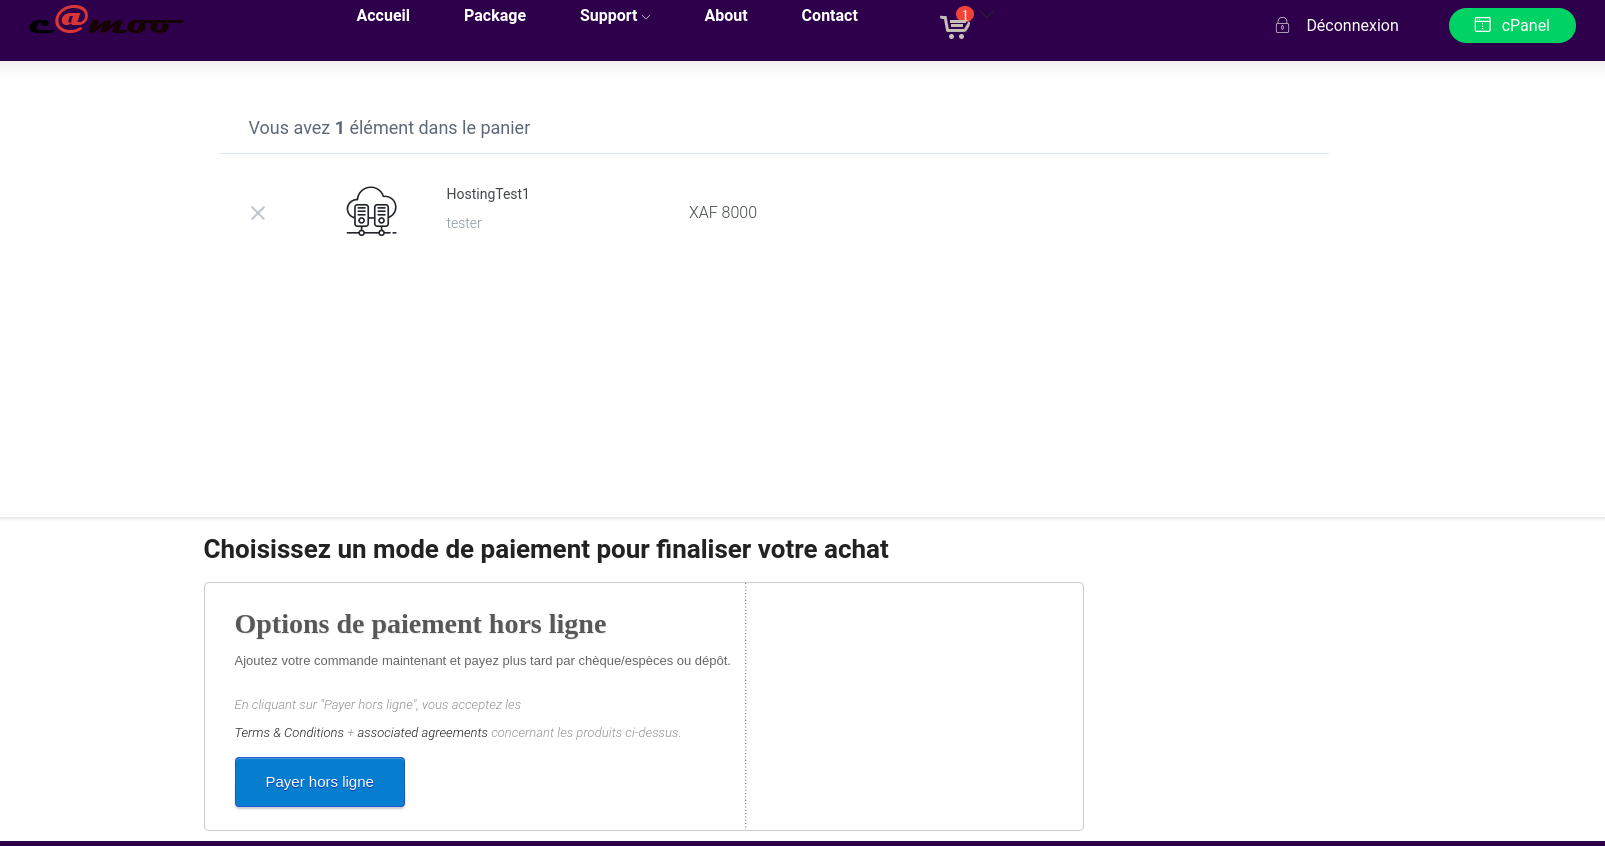 c@moo
Accueil Package Support About Contact 1 Déconnexion cPanel
Vous avez 1 élément dans le panier
HostingTest1
tester
XAF 8000
Choisissez un mode de paiement pour finaliser votre achat
Options de paiement hors ligne
Ajoutez votre commande maintenant et payez plus tard par chèque/espèces ou dépôt.
En cliquant sur "Payer hors ligne", vous acceptez les
Terms & Conditions + associated agreements concernant les produits ci-dessus.
Payer hors ligne